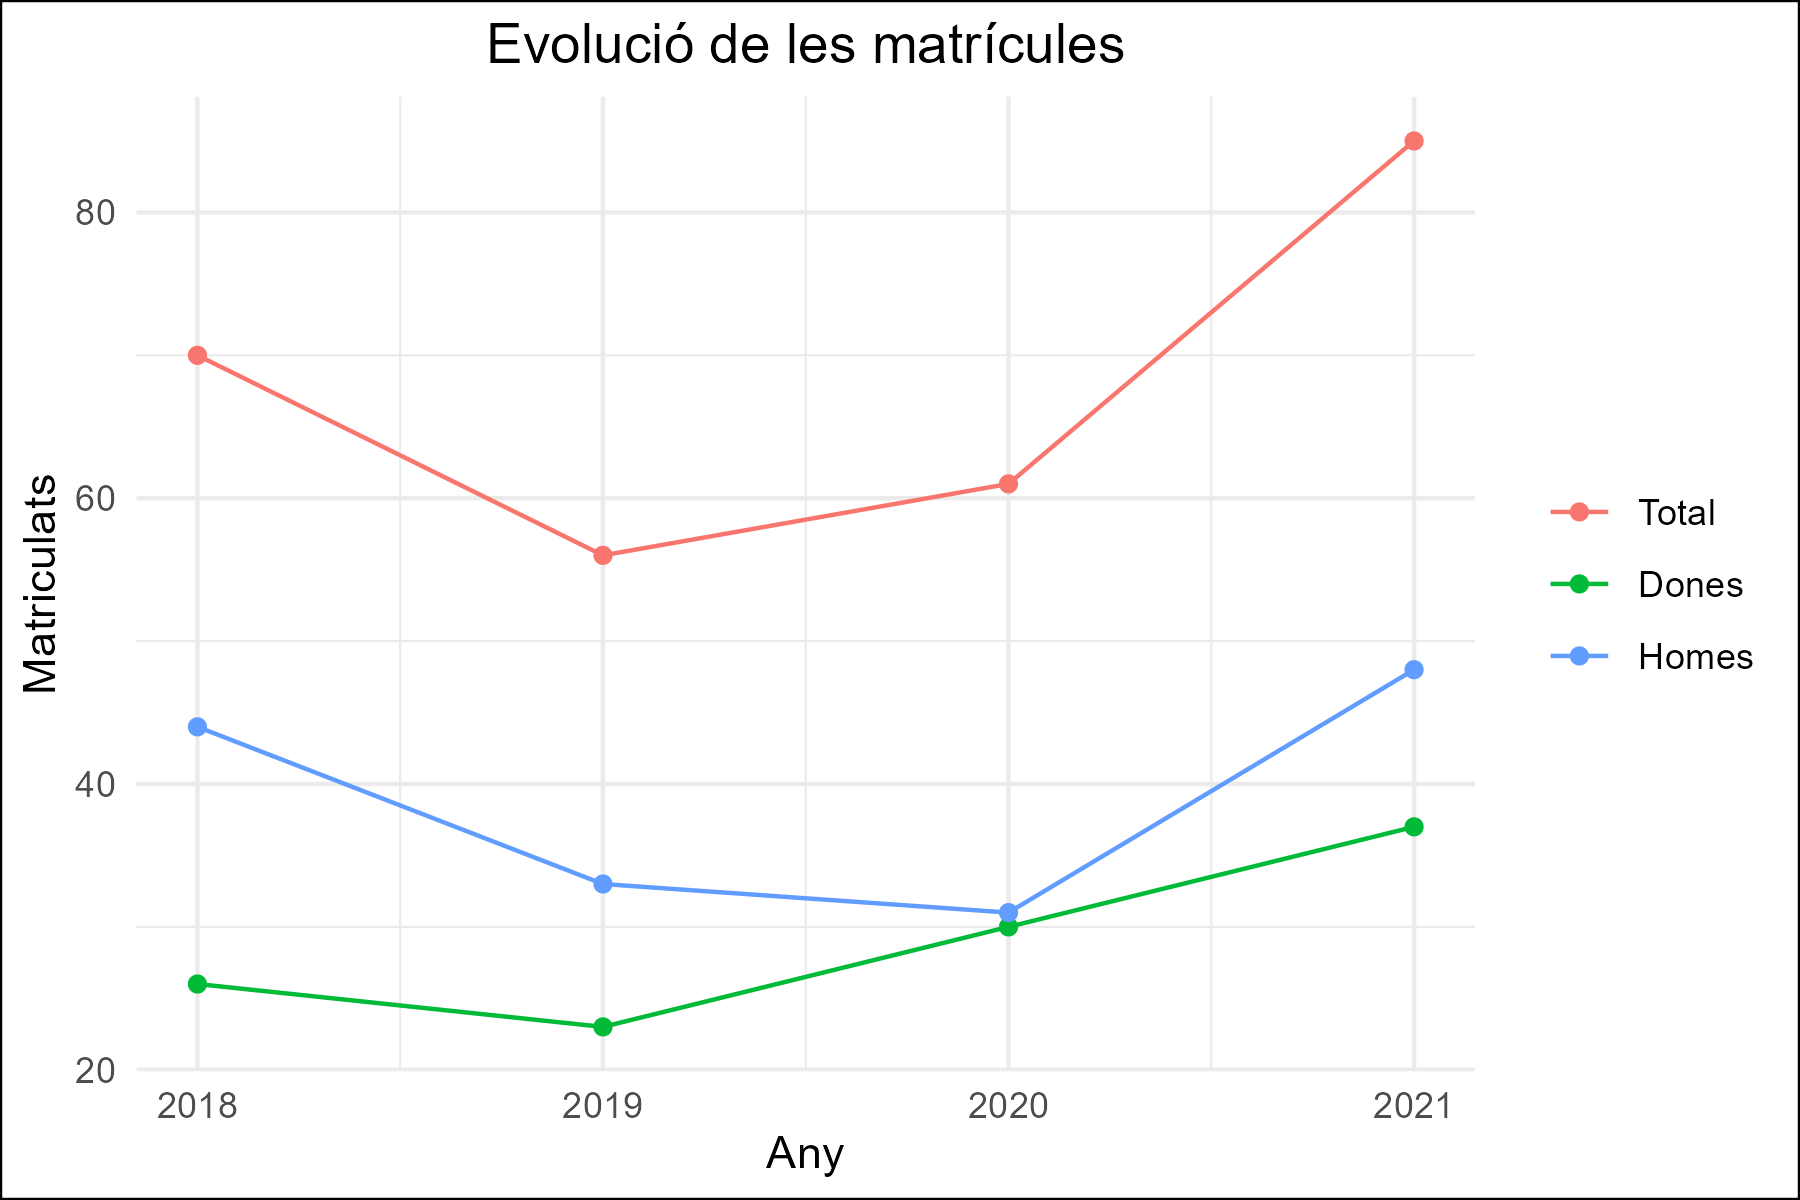 Evolució de les matrícules
80
60
40
20
Matriculats
2018 2019 2020 2021
Any
Total
Dones
Homes